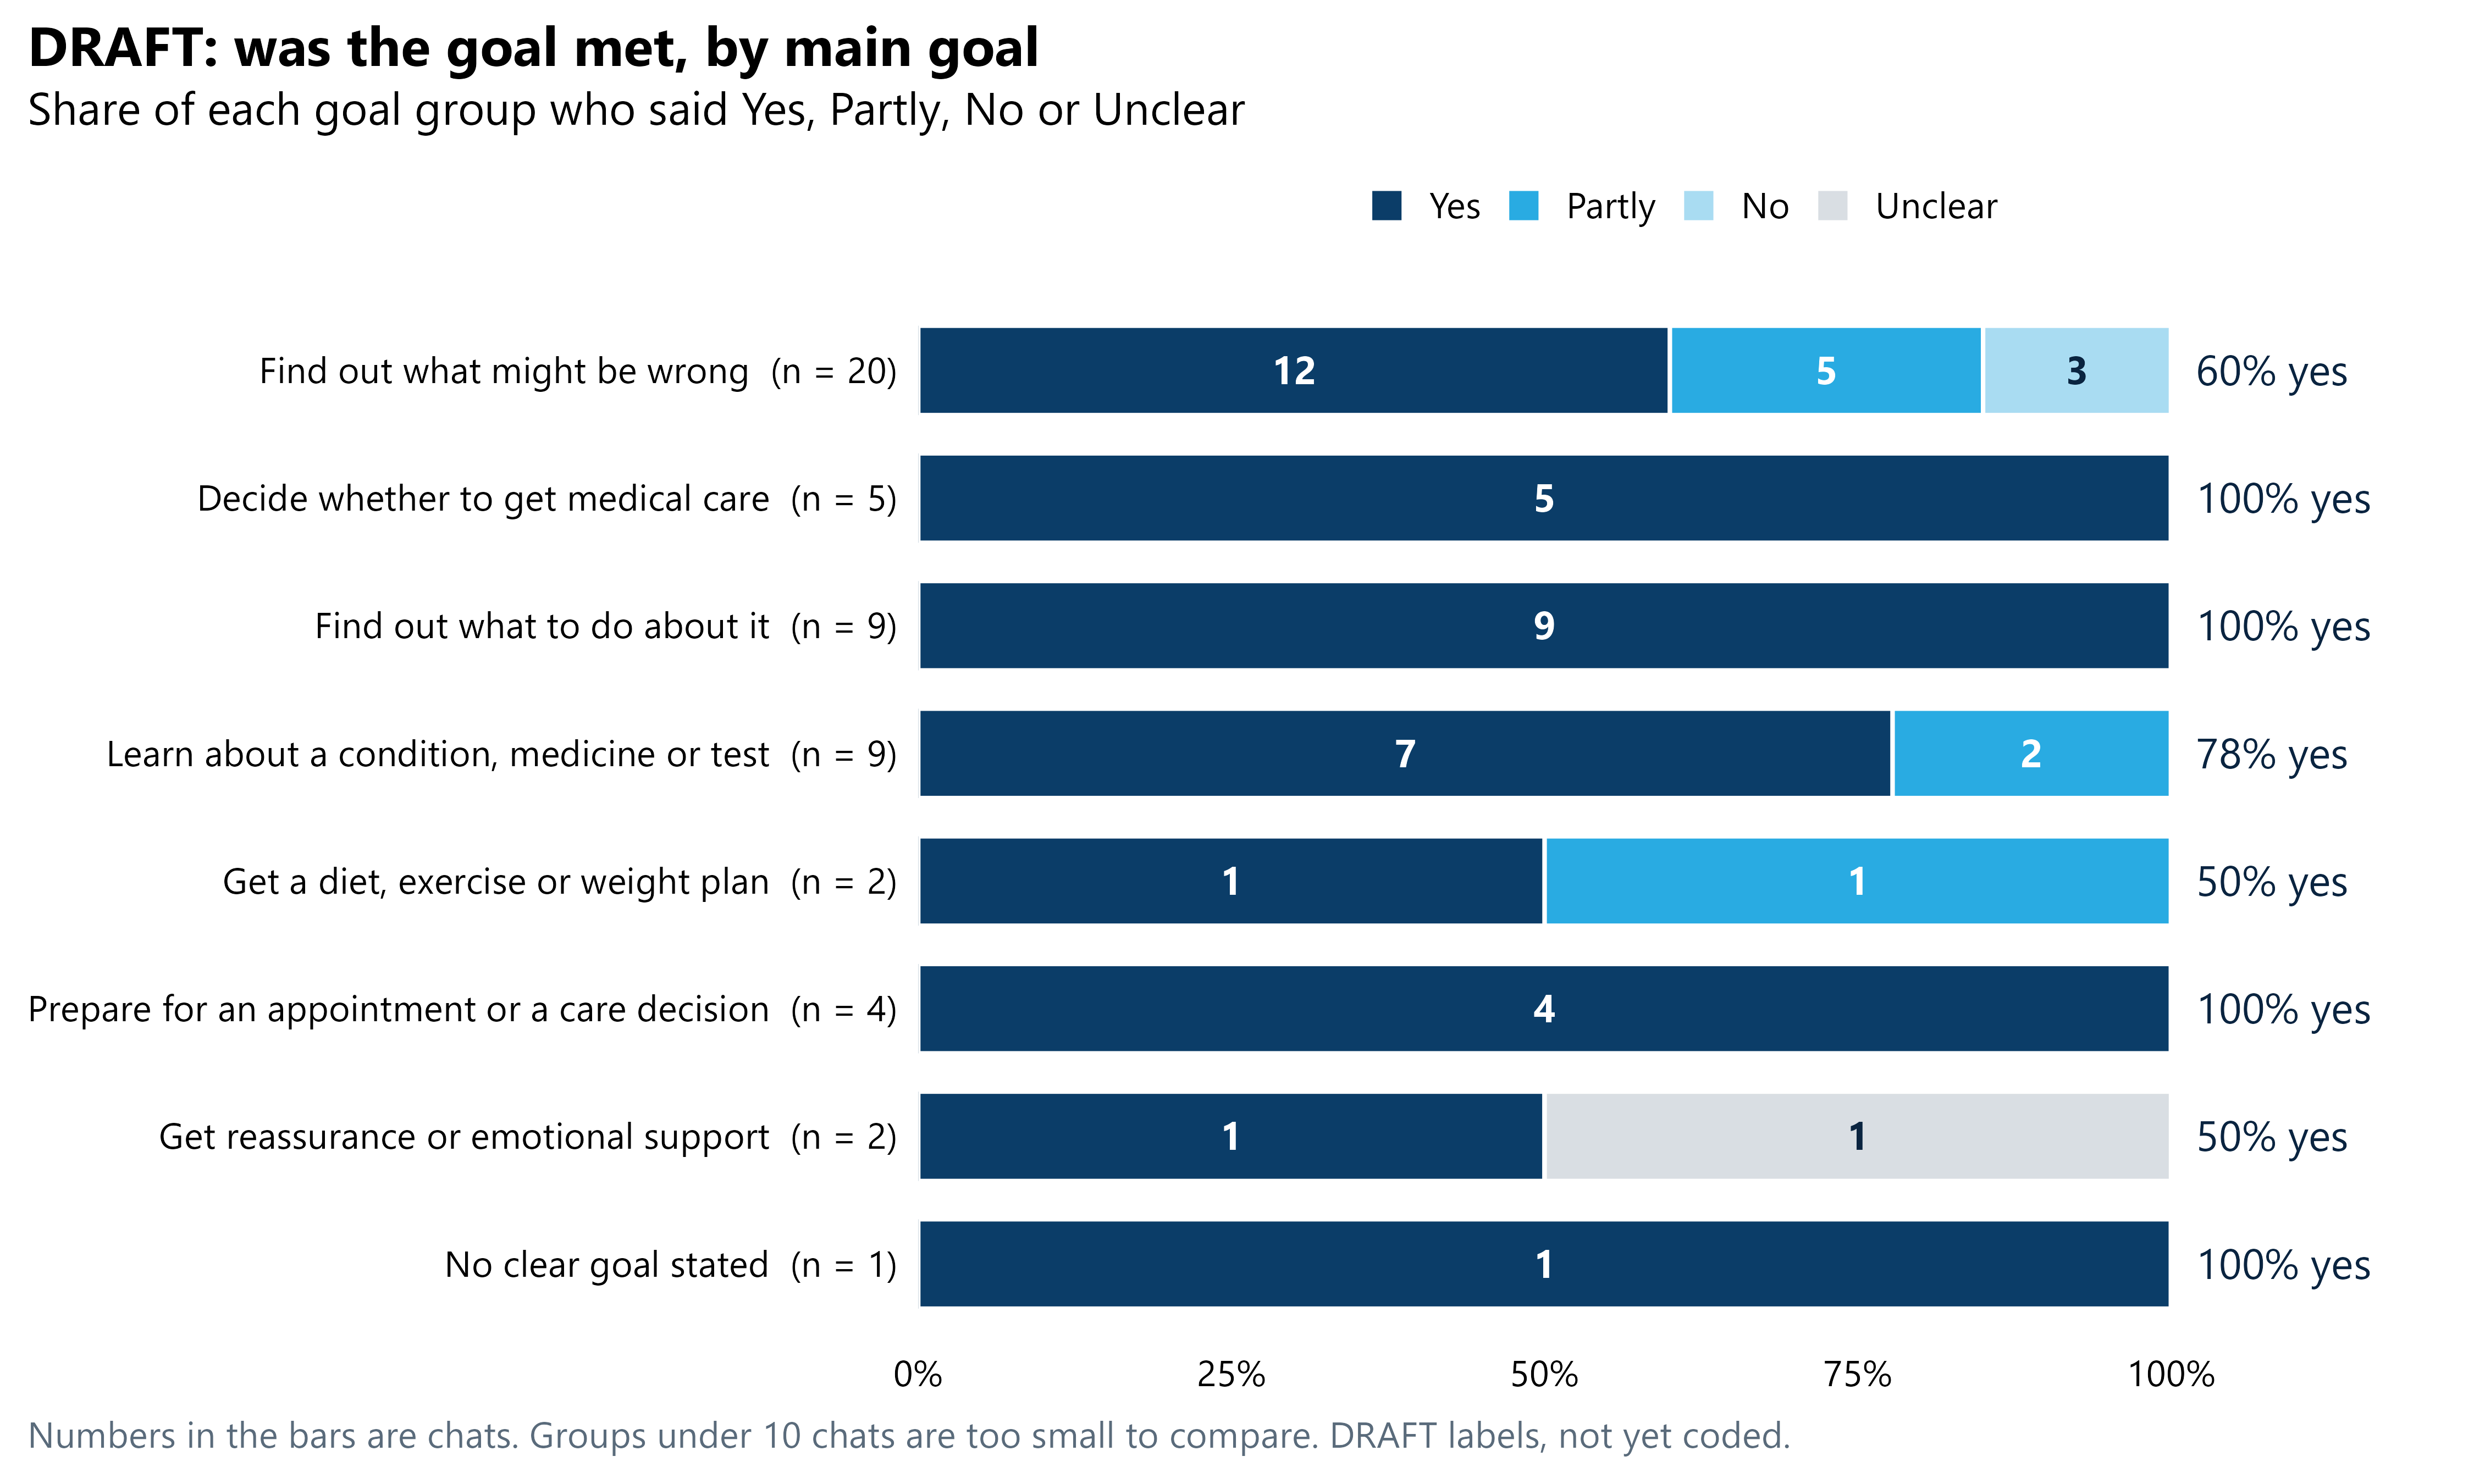 DRAFT: was the goal met, by main goal
Share of each goal group who said Yes, Partly, No or Unclear
Yes Partly No Unclear
Find out what might be wrong (n = 20) 12 5 3 60% yes
Decide whether to get medical care (n = 5) 5 100% yes
Find out what to do about it (n = 9) 9 100% yes
Learn about a condition, medicine or test (n = 9) 7 2 78% yes
Get a diet, exercise or weight plan (n = 2) 1 1 50% yes
Prepare for an appointment or a care decision (n = 4) 4 100% yes
Get reassurance or emotional support (n = 2) 1 1 50% yes
No clear goal stated (n = 1) 1 100% yes
0% 25% 50% 75% 100%
Numbers in the bars are chats. Groups under 10 chats are too small to compare. DRAFT labels, not yet coded.